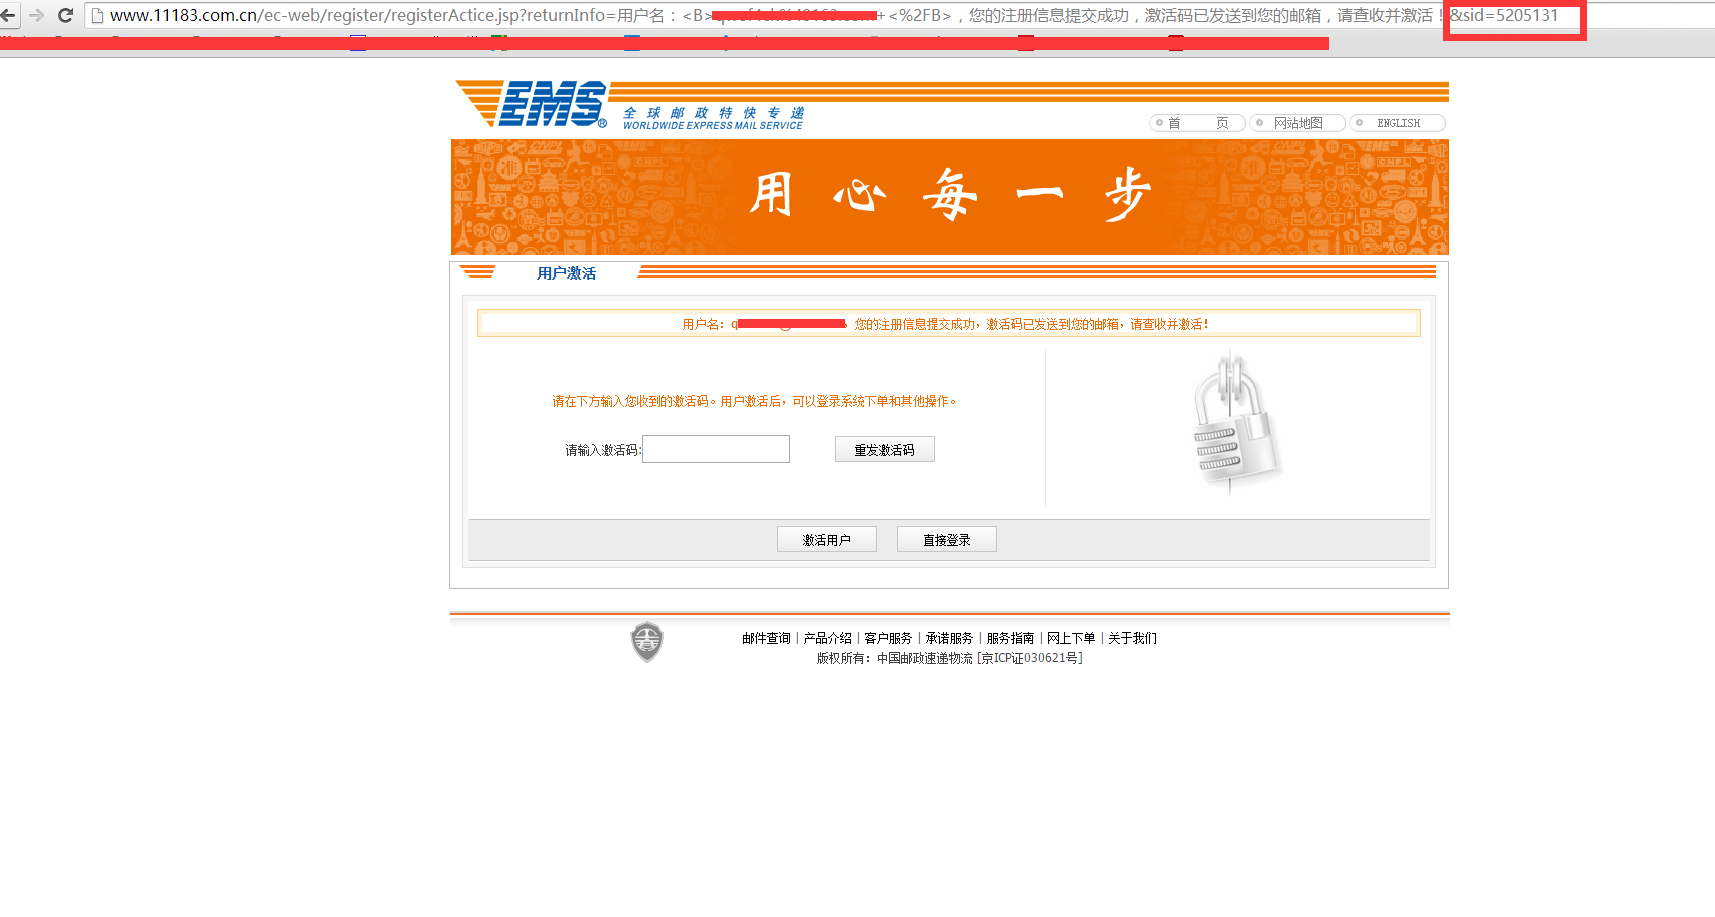 www.11183.com.cn/ec-web/register/registerActice.jsp?returnInfo=用户名：<B> + <%2FB>，您的注册信息提交成功，激活码已发送到您的邮箱，请查收并激活！&sid=5205131
EMS®
全球邮政特快专递
WORLDWIDE EXPRESS MAIL SERVICE
首 页 网站地图 ENGLISH
用心每一步
用户激活
用户名：q ，您的注册信息提交成功，激活码已发送到您的邮箱，请查收并激活！
请在下方输入您收到的激活码。用户激活后，可以登录系统下单和其他操作。
请输入激活码: 重发激活码
激活用户 直接登录
邮件查询 | 产品介绍 | 客户服务 | 承诺服务 | 服务指南 | 网上下单 | 关于我们
版权所有：中国邮政速递物流 [京ICP证030621号]